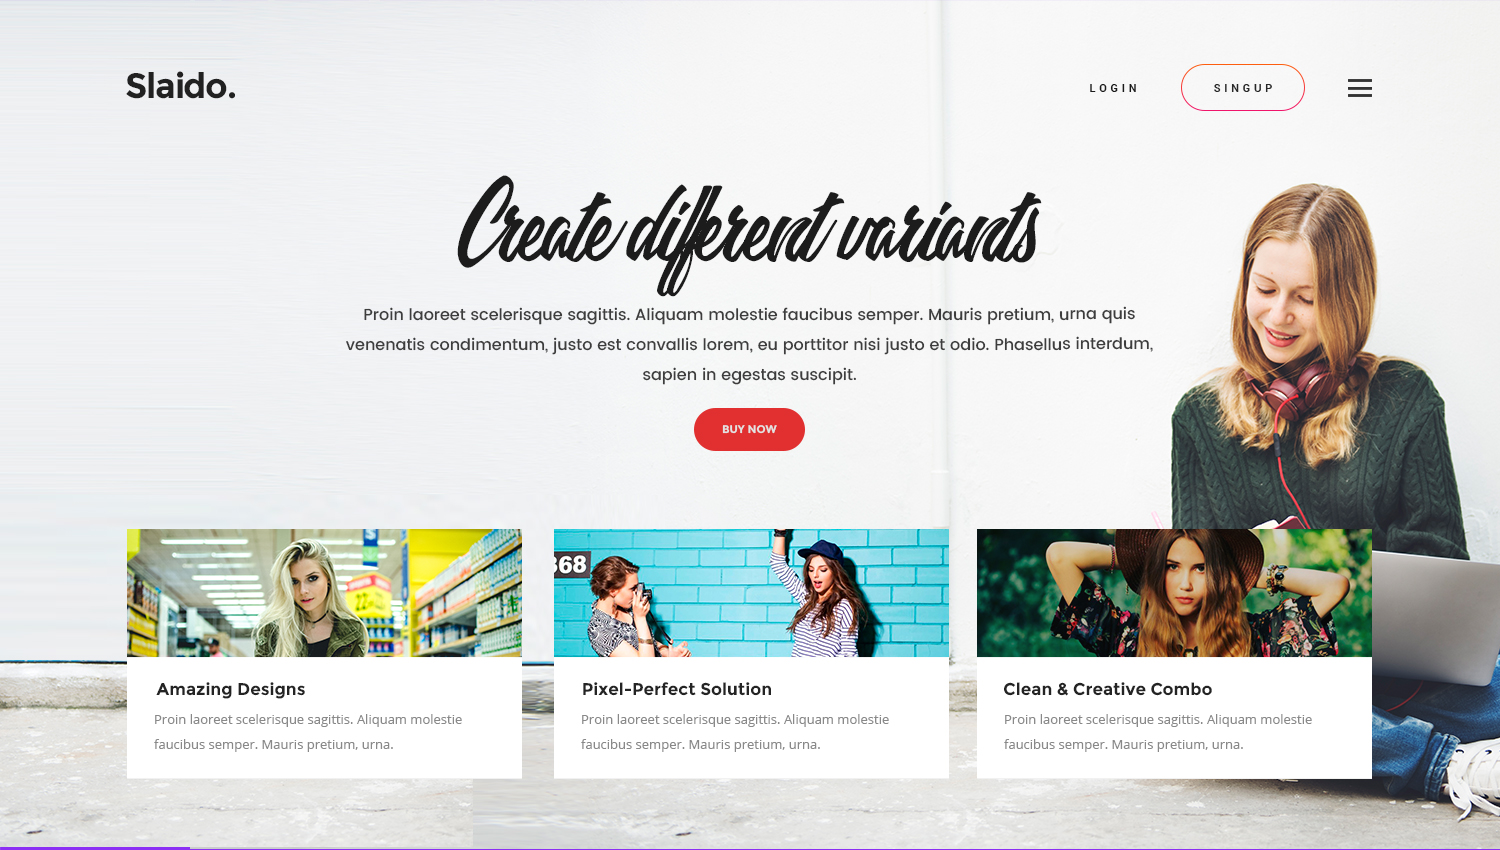 Slaido.
LOGIN
SINGUP
Create different variants
Proin laoreet scelerisque sagittis. Aliquam molestie faucibus semper. Mauris pretium, urna quis
venenatis condimentum, justo est convallis lorem, eu porttitor nisi justo et odio. Phasellus interdum,
sapien in egestas suscipit.
BUY NOW
22
368
Amazing Designs
Proin laoreet scelerisque sagittis. Aliquam molestie
faucibus semper. Mauris pretium, urna.
Pixel-Perfect Solution
Proin laoreet scelerisque sagittis. Aliquam molestie
faucibus semper. Mauris pretium, urna.
Clean & Creative Combo
Proin laoreet scelerisque sagittis. Aliquam molestie
faucibus semper. Mauris pretium, urna.